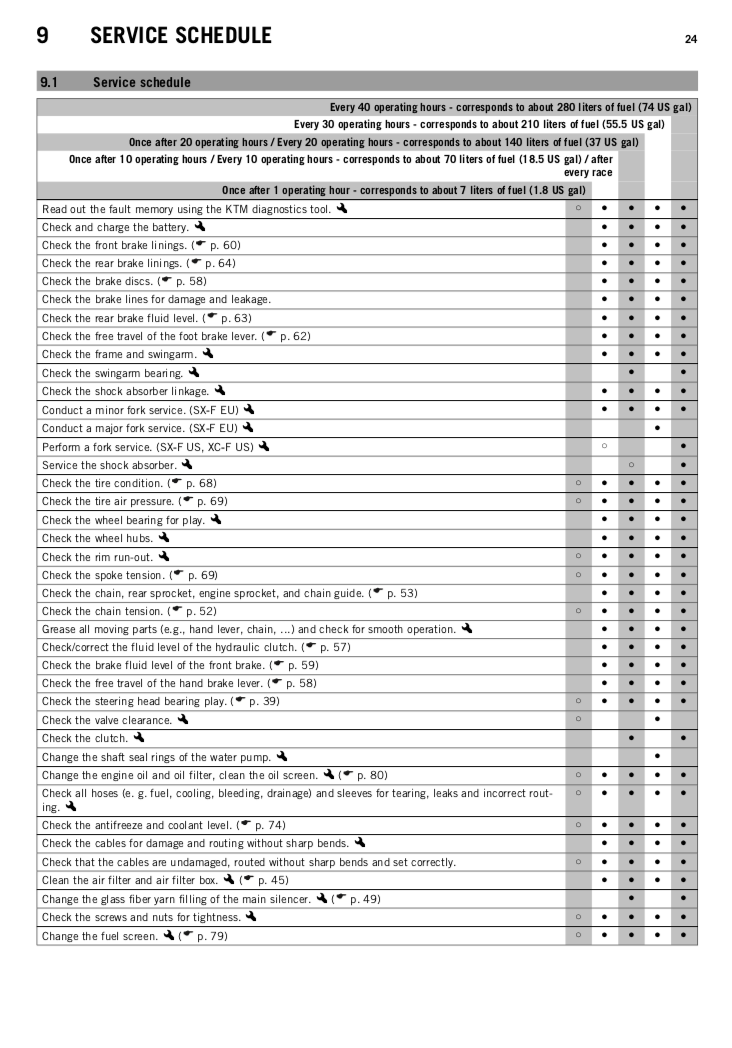 9 SERVICE SCHEDULE 24
9.1 Service schedule
Every 40 operating hours - corresponds to about 280 liters of fuel (74 US gal)
Every 30 operating hours - corresponds to about 210 liters of fuel (55.5 US gal)
Once after 20 operating hours / Every 20 operating hours - corresponds to about 140 liters of fuel (37 US gal)
Once after 10 operating hours / Every 10 operating hours - corresponds to about 70 liters of fuel (18.5 US gal) / after
every race
Once after 1 operating hour - corresponds to about 7 liters of fuel (1.8 US gal)
Read out the fault memory using the KTM diagnostics tool. ○ ● ● ● ●
Check and charge the battery. ● ● ● ●
Check the front brake linings. ( p. 60) ● ● ● ●
Check the rear brake linings. ( p. 64) ● ● ● ●
Check the brake discs. ( p. 58) ● ● ● ●
Check the brake lines for damage and leakage. ● ● ● ●
Check the rear brake fluid level. ( p. 63) ● ● ● ●
Check the free travel of the foot brake lever. ( p. 62) ● ● ● ●
Check the frame and swingarm. ● ● ● ●
Check the swingarm bearing. ● ●
Check the shock absorber linkage. ● ● ● ●
Conduct a minor fork service. (SX-F EU) ● ● ● ●
Conduct a major fork service. (SX-F EU) ●
Perform a fork service. (SX-F US, XC-F US) ○ ●
Service the shock absorber. ○ ●
Check the tire condition. ( p. 68) ○ ● ● ● ●
Check the tire air pressure. ( p. 69) ○ ● ● ● ●
Check the wheel bearing for play. ● ● ● ●
Check the wheel hubs. ● ● ● ●
Check the rim run-out. ○ ● ● ● ●
Check the spoke tension. ( p. 69) ○ ● ● ● ●
Check the chain, rear sprocket, engine sprocket, and chain guide. ( p. 53) ● ● ● ●
Check the chain tension. ( p. 52) ○ ● ● ● ●
Grease all moving parts (e.g., hand lever, chain, ...) and check for smooth operation. ● ● ● ●
Check/correct the fluid level of the hydraulic clutch. ( p. 57) ● ● ● ●
Check the brake fluid level of the front brake. ( p. 59) ● ● ● ●
Check the free travel of the hand brake lever. ( p. 58) ● ● ● ●
Check the steering head bearing play. ( p. 39) ○ ● ● ● ●
Check the valve clearance. ○ ●
Check the clutch. ● ●
Change the shaft seal rings of the water pump. ●
Change the engine oil and oil filter, clean the oil screen. ( p. 80) ○ ● ● ● ●
Check all hoses (e. g. fuel, cooling, bleeding, drainage) and sleeves for tearing, leaks and incorrect rout- ○ ● ● ● ●
ing.
Check the antifreeze and coolant level. ( p. 74) ○ ● ● ● ●
Check the cables for damage and routing without sharp bends. ● ● ● ●
Check that the cables are undamaged, routed without sharp bends and set correctly. ○ ● ● ● ●
Clean the air filter and air filter box. ( p. 45) ● ● ● ●
Change the glass fiber yarn filling of the main silencer. ( p. 49) ● ●
Check the screws and nuts for tightness. ○ ● ● ● ●
Change the fuel screen. ( p. 79) ○ ● ● ● ●